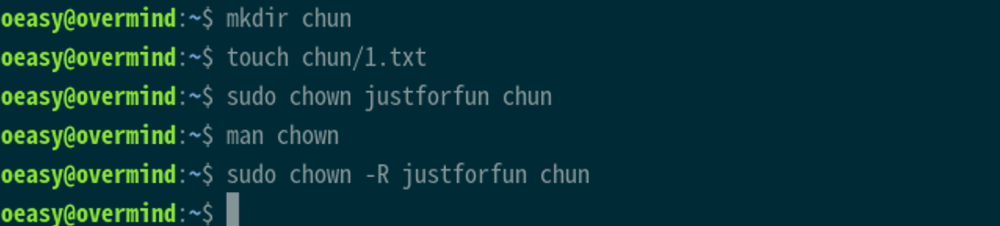 oeasy@overmind:~$ mkdir chun
oeasy@overmind:~$ touch chun/1.txt
oeasy@overmind:~$ sudo chown justforfun chun
oeasy@overmind:~$ man chown
oeasy@overmind:~$ sudo chown -R justforfun chun
oeasy@overmind:~$